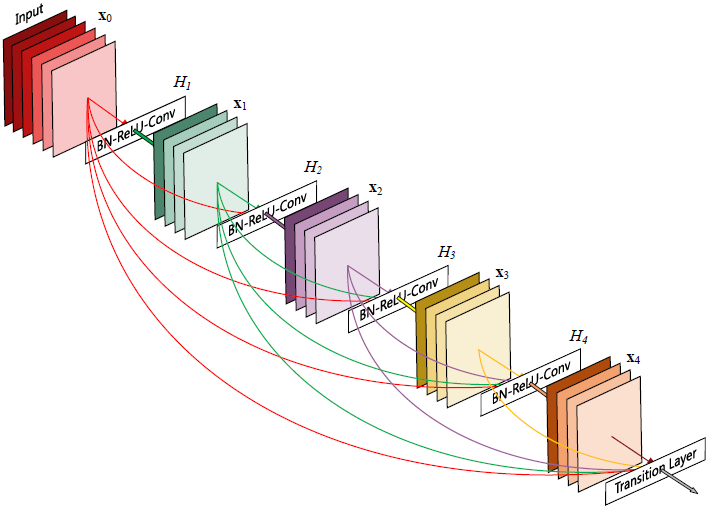 Input
x0
H1
BN-ReLU-Conv
x1
H2
BN-ReLU-Conv
x2
H3
BN-ReLU-Conv
x3
H4
BN-ReLU-Conv
x4
Transition Layer